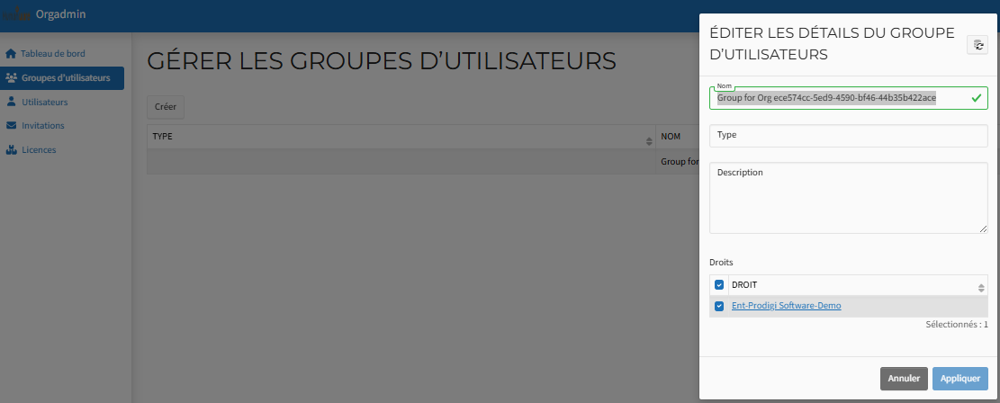 Orgadmin
Tableau de bord
Groupes d'utilisateurs
Utilisateurs
Invitations
Licences
GÉRER LES GROUPES D'UTILISATEURS
Créer
TYPE
NOM
Group for
ÉDITER LES DÉTAILS DU GROUPE
D'UTILISATEURS
Nom
Group for Org ece574cc-5ed9-4590-bf46-44b35b422ace
Type
Description
Droits
DROIT
Ent-Prodigi Software-Demo
Sélectionnés : 1
Annuler
Appliquer